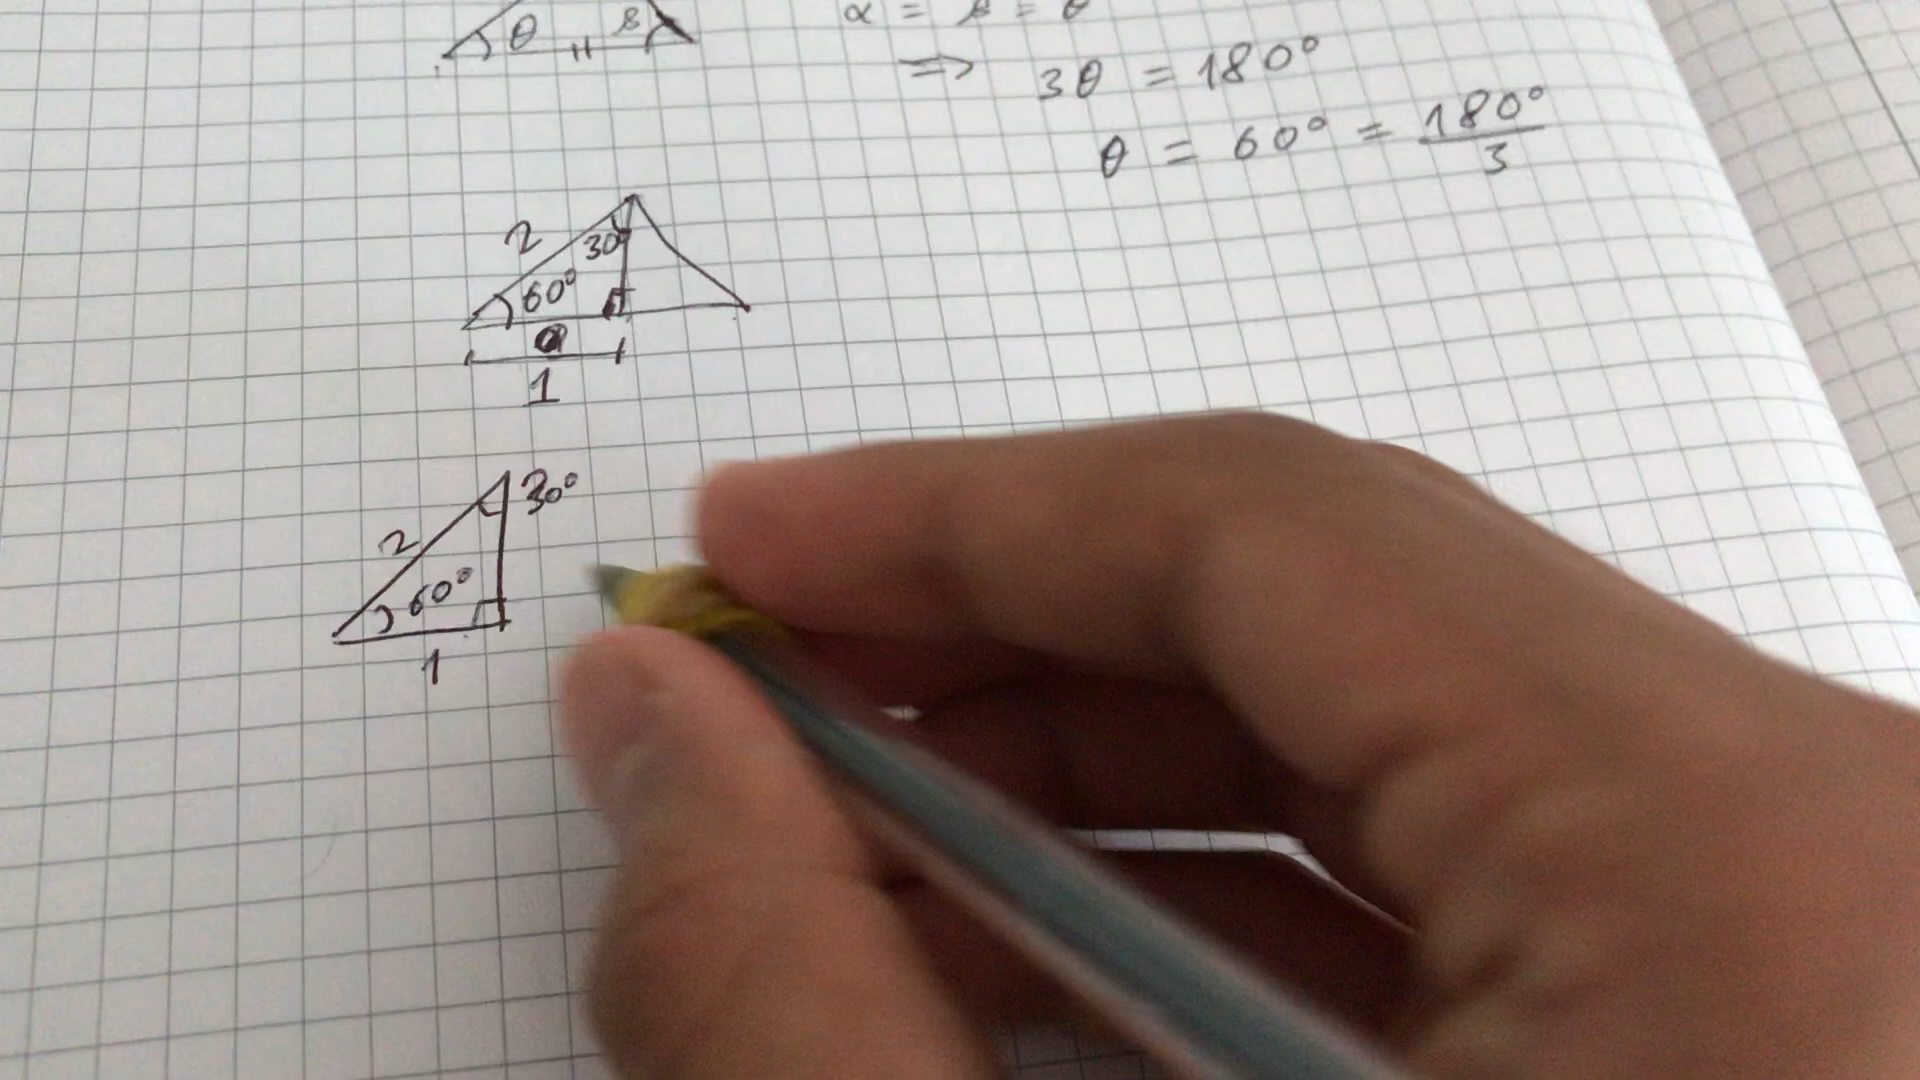 α = β = θ
θ β
⇒ 3θ = 180°
θ = 60° = 180°/3
2
30°
60°
1
30°
2
60°
1